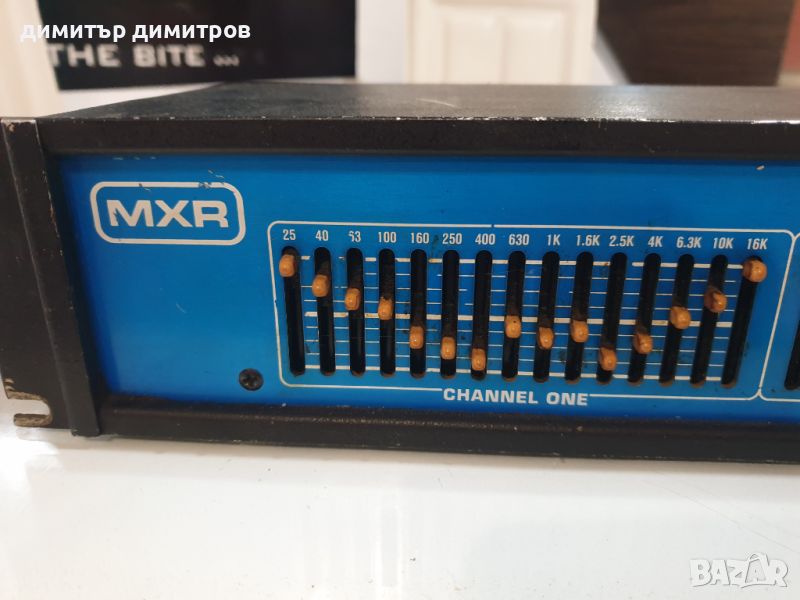 димитър димитров
THE BITE ...
MXR
25 40 63 100 160 250 400 630 1K 1.6K 2.5K 4K 6.3K 10K 16K
CHANNEL ONE
BAZAR